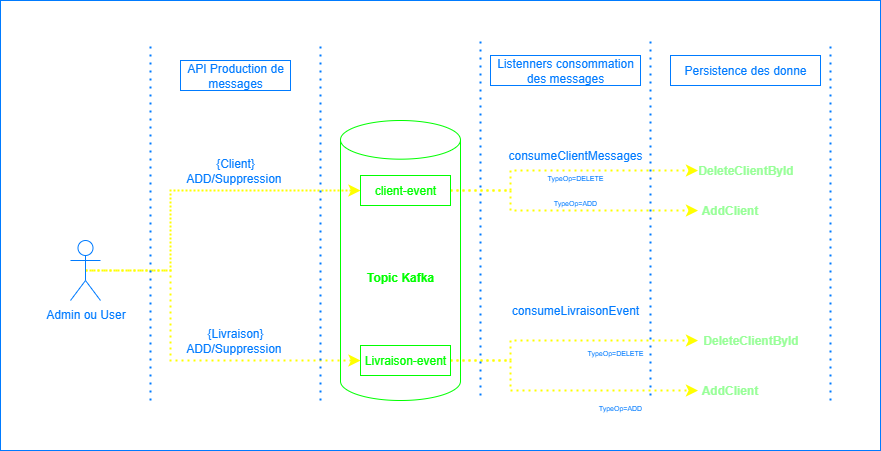 API Production de
messages
Listenners consommation
des messages
Persistence des donne
{Client}
ADD/Suppression
client-event
consumeClientMessages
TypeOp=DELETE
DeleteClientById
TypeOp=ADD
AddClient
Topic Kafka
Admin ou User
{Livraison}
ADD/Suppression
Livraison-event
consumeLivraisonEvent
DeleteClientById
TypeOp=DELETE
AddClient
TypeOp=ADD